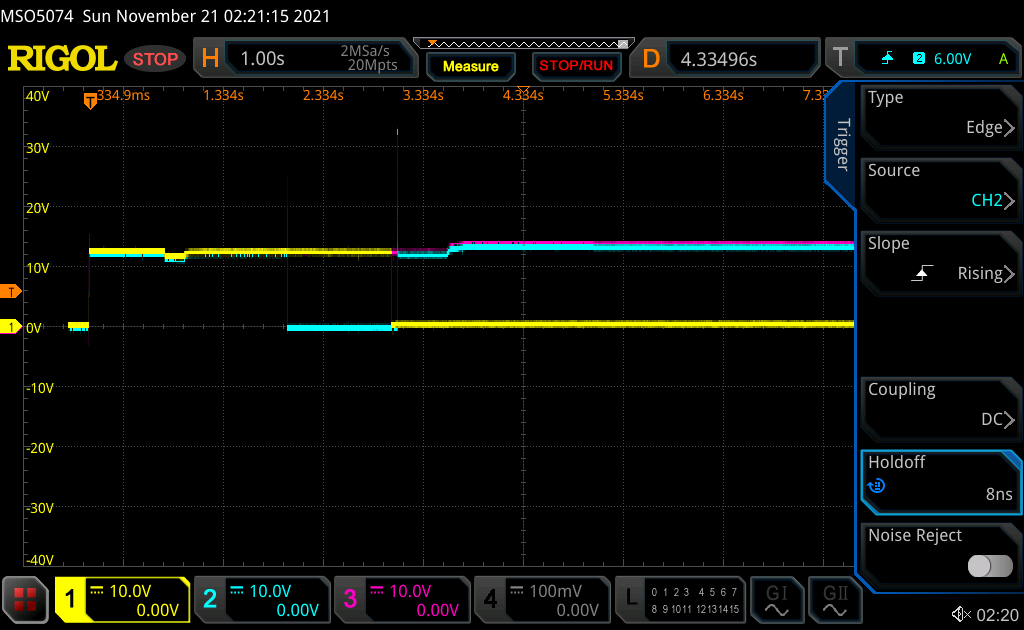 MSO5074 Sun November 21 02:21:15 2021
RIGOL STOP H 1.00s 2MSa/s 20Mpts Measure STOP/RUN D 4.33496s T 2 6.00V A
40V T 334.9ms 1.334s 2.334s 3.334s 4.334s 5.334s 6.334s
30V
20V
10V
T
1 0V
-10V
-20V
-30V
-40V
Trigger
Type
Edge
Source
CH2
Slope
Rising
Coupling
DC
Holdoff
8ns
Noise Reject
1 10.0V 0.00V
2 10.0V 0.00V
3 10.0V 0.00V
4 100mV 0.00V
L 0 1 2 3 4 5 6 7
8 9 10 11 12 13 14 15
GI
GII
02:20